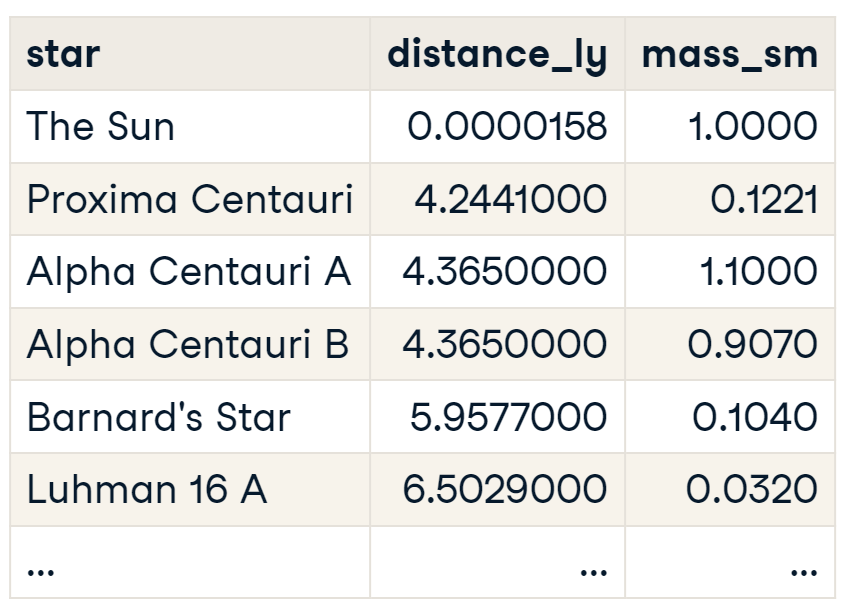 star distance_ly mass_sm
The Sun 0.0000158 1.0000
Proxima Centauri 4.2441000 0.1221
Alpha Centauri A 4.3650000 1.1000
Alpha Centauri B 4.3650000 0.9070
Barnard's Star 5.9577000 0.1040
Luhman 16 A 6.5029000 0.0320
... ... ...